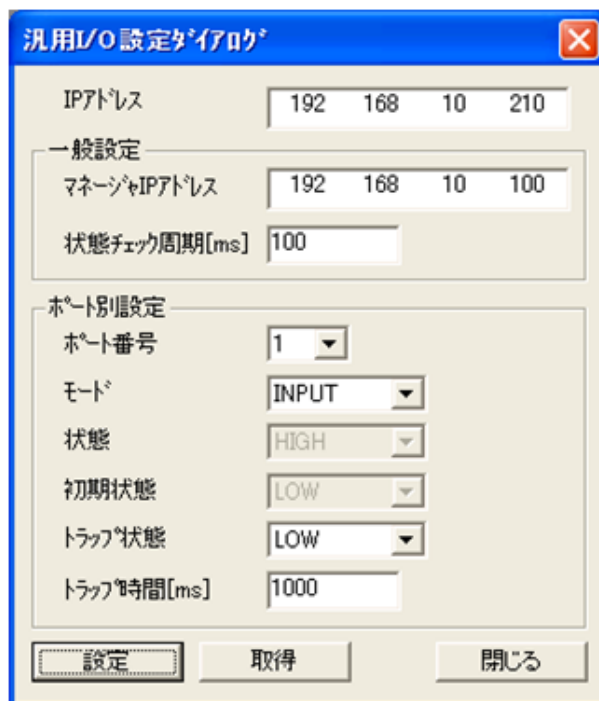 汎用I/O設定ﾀﾞｲｱﾛｸﾞ
IPｱﾄﾞﾚｽ 192 168 10 210
一般設定
ﾏﾈｰｼﾞｬIPｱﾄﾞﾚｽ 192 168 10 100
状態ﾁｪｯｸ周期[ms] 100
ﾎﾟｰﾄ別設定
ﾎﾟｰﾄ番号 1
ﾓｰﾄﾞ INPUT
状態 HIGH
初期状態 LOW
ﾄﾗｯﾌﾟ状態 LOW
ﾄﾗｯﾌﾟ時間[ms] 1000
設定 取得 閉じる